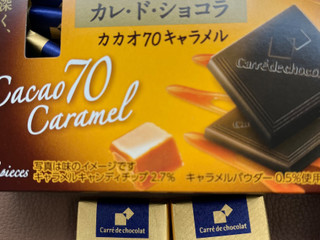 カレ・ド・ショコラ
カカオ70キャラメル
Carré de chocolat
Cacao 70
Caramel
pieces
写真は味のイメージです
キャラメルキャンディチップ2.7%
キャラメルパウダー0.5%使用
Carré de chocolat
Carré de chocolat